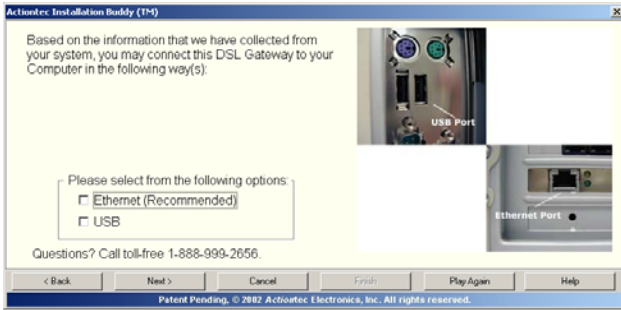 Actiontec Installation Buddy (TM)
Based on the information that we have collected from
your system, you may connect this DSL Gateway to your
Computer in the following way(s):
USB Port
Ethernet Port
Please select from the following options:
Ethernet (Recommended)
USB
Questions? Call toll-free 1-888-999-2656.
< Back
Next >
Cancel
Finish
Play Again
Help
Patent Pending, © 2002 Actiontec Electronics, Inc. All rights reserved.